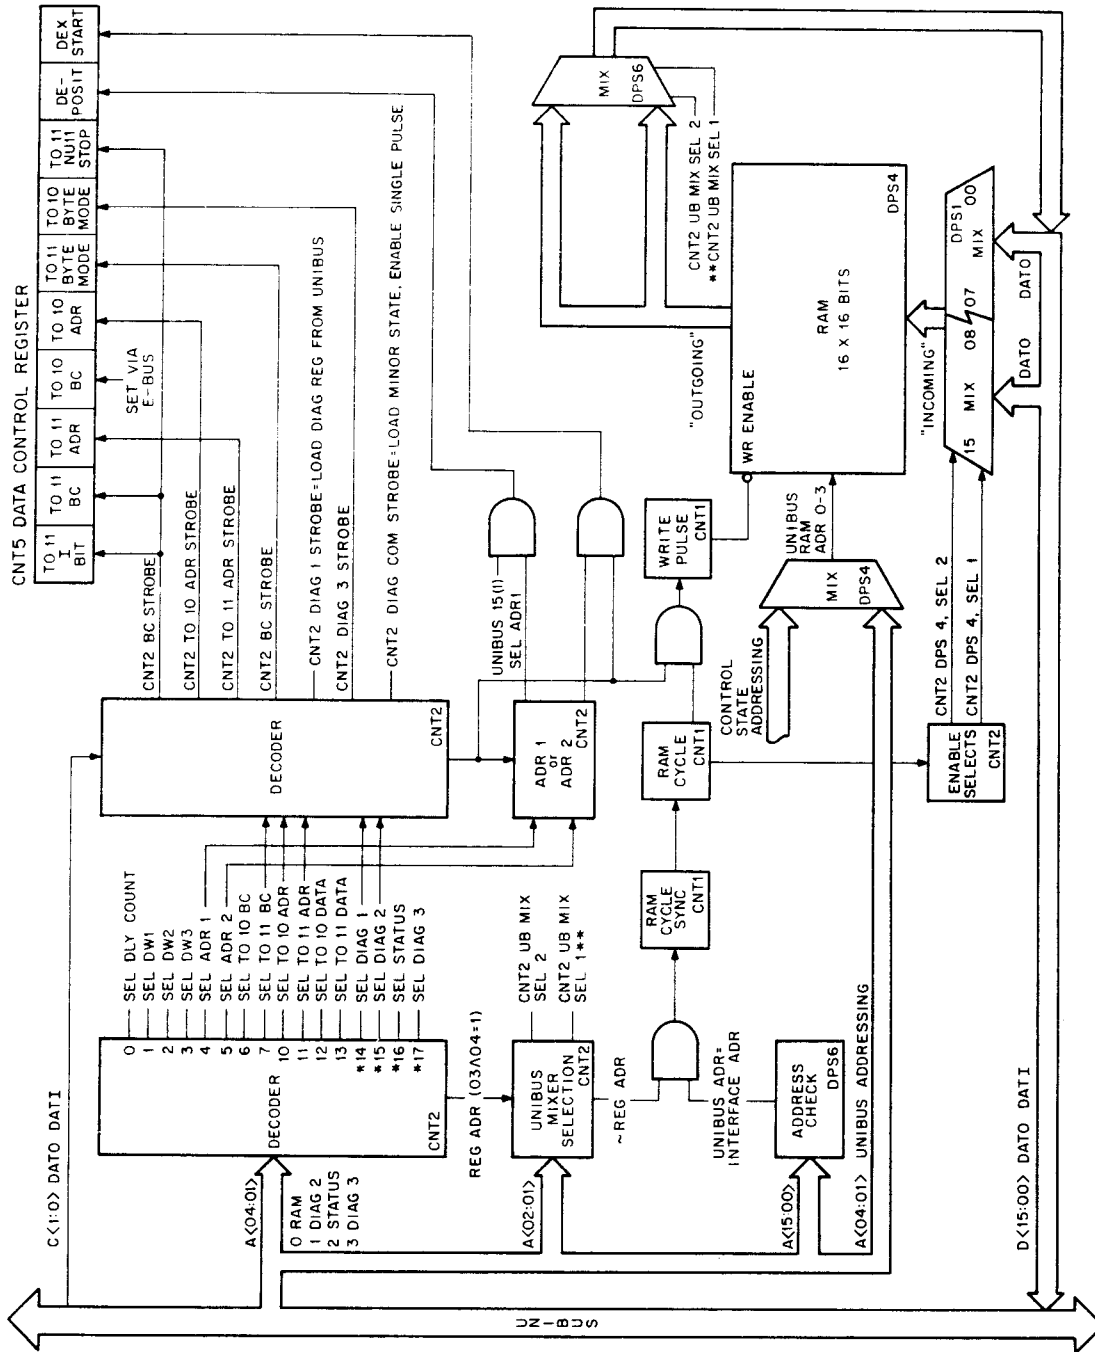 CNT5 DATA CONTROL REGISTER
TO 11
I
BIT
TO 11
BC
TO 11
ADR
TO 10
BC
TO 10
ADR
TO 11
BYTE
MODE
TO 10
BYTE
MODE
TO 11
NU11
STOP
DE-
POSIT
DEX
START
SET VIA
E-BUS
CNT2 BC STROBE
CNT2 TO 10 ADR STROBE
CNT2 TO 11 ADR STROBE
CNT2 BC STROBE
CNT2 DIAG 1 STROBE=LOAD DIAG REG FROM UNIBUS
CNT2 DIAG 3 STROBE
CNT2 DIAG COM STROBE=LOAD MINOR STATE, ENABLE SINGLE PULSE
C<1:0> DATO DATI
DECODER
CNT2
UNIBUS 15(1)
SEL ADR1
ADR 1
or
ADR 2
CNT2
0 SEL DLY COUNT
1 SEL DW1
2 SEL DW2
3 SEL DW3
4 SEL ADR 1
5 SEL ADR 2
6 SEL TO 10 BC
7 SEL TO 11 BC
10 SEL TO 10 ADR
11 SEL TO 11 ADR
12 SEL TO 10 DATA
13 SEL TO 11 DATA
*14 SEL DIAG 1
*15 SEL DIAG 2
*16 SEL STATUS
*17 SEL DIAG 3
DECODER
CNT2
A<04:01>
0 RAM
1 DIAG 2
2 STATUS
3 DIAG 3
REG ADR (03∧04=1)
A<02:01>
UNIBUS
MIXER
SELECTION
CNT2
CNT2 UB MIX
SEL 2
CNT2 UB MIX
SEL 1**
~REG ADR
UNIBUS ADR=
INTERFACE ADR
A<15:00>
ADDRESS
CHECK
DPS6
A<04:01> UNIBUS ADDRESSING
RAM
CYCLE
SYNC
CNT1
RAM
CYCLE
CNT1
WRITE
PULSE
CNT1
CONTROL
STATE
ADDRESSING
MIX
DPS4
UNIBUS
RAM
ADR 0-3
WR ENABLE
RAM
16 X 16 BITS
DPS4
"OUTGOING"
"INCOMING"
MIX
DPS6
CNT2 UB MIX SEL 2
**CNT2 UB MIX SEL 1
ENABLE
SELECTS
CNT2
CNT2 DPS 4, SEL 2
CNT2 DPS 4, SEL 1
15 MIX 08 07 MIX 00
DPS1
DATO
DATO
D<15:00> DATO DATI
UNIBUS